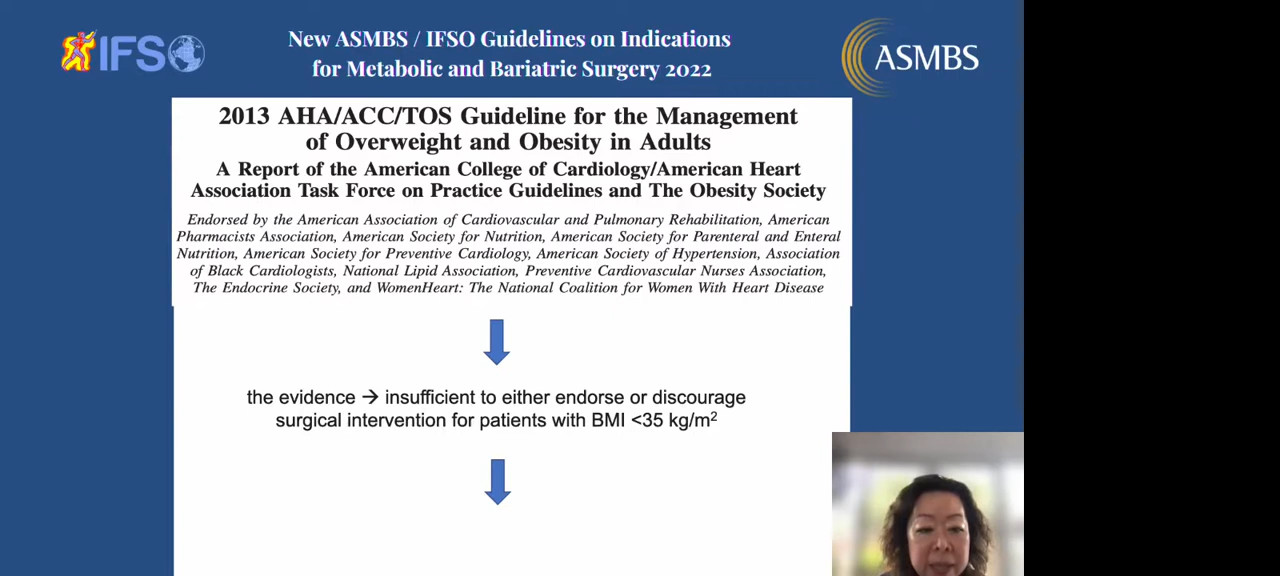 IFSO
New ASMBS / IFSO Guidelines on Indications
for Metabolic and Bariatric Surgery 2022
ASMBS
2013 AHA/ACC/TOS Guideline for the Management
of Overweight and Obesity in Adults
A Report of the American College of Cardiology/American Heart
Association Task Force on Practice Guidelines and The Obesity Society
Endorsed by the American Association of Cardiovascular and Pulmonary Rehabilitation, American
Pharmacists Association, American Society for Nutrition, American Society for Parenteral and Enteral
Nutrition, American Society for Preventive Cardiology, American Society of Hypertension, Association
of Black Cardiologists, National Lipid Association, Preventive Cardiovascular Nurses Association,
The Endocrine Society, and WomenHeart: The National Coalition for Women With Heart Disease
the evidence → insufficient to either endorse or discourage
surgical intervention for patients with BMI <35 kg/m²